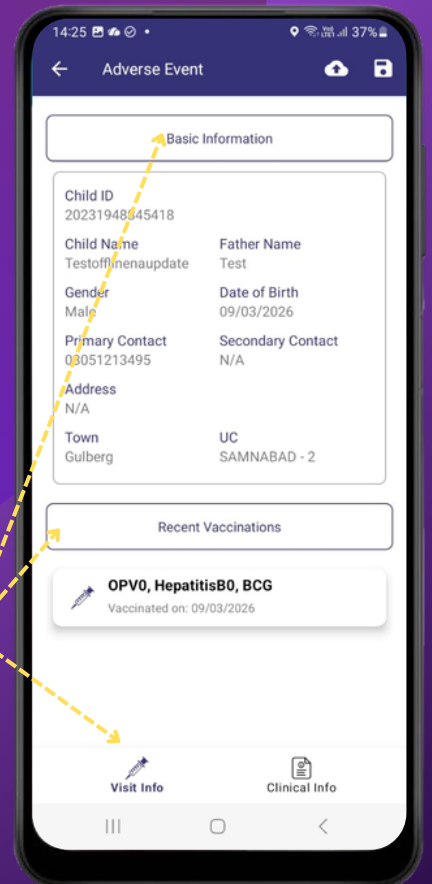 14:25 37%
Adverse Event
Basic Information
Child ID
20231948845418
Child Name Father Name
Testofflinenaupdate Test
Gender Date of Birth
Male 09/03/2026
Primary Contact Secondary Contact
03051213495 N/A
Address
N/A
Town UC
Gulberg SAMNABAD - 2
Recent Vaccinations
OPV0, HepatitisB0, BCG
Vaccinated on: 09/03/2026
Visit Info Clinical Info